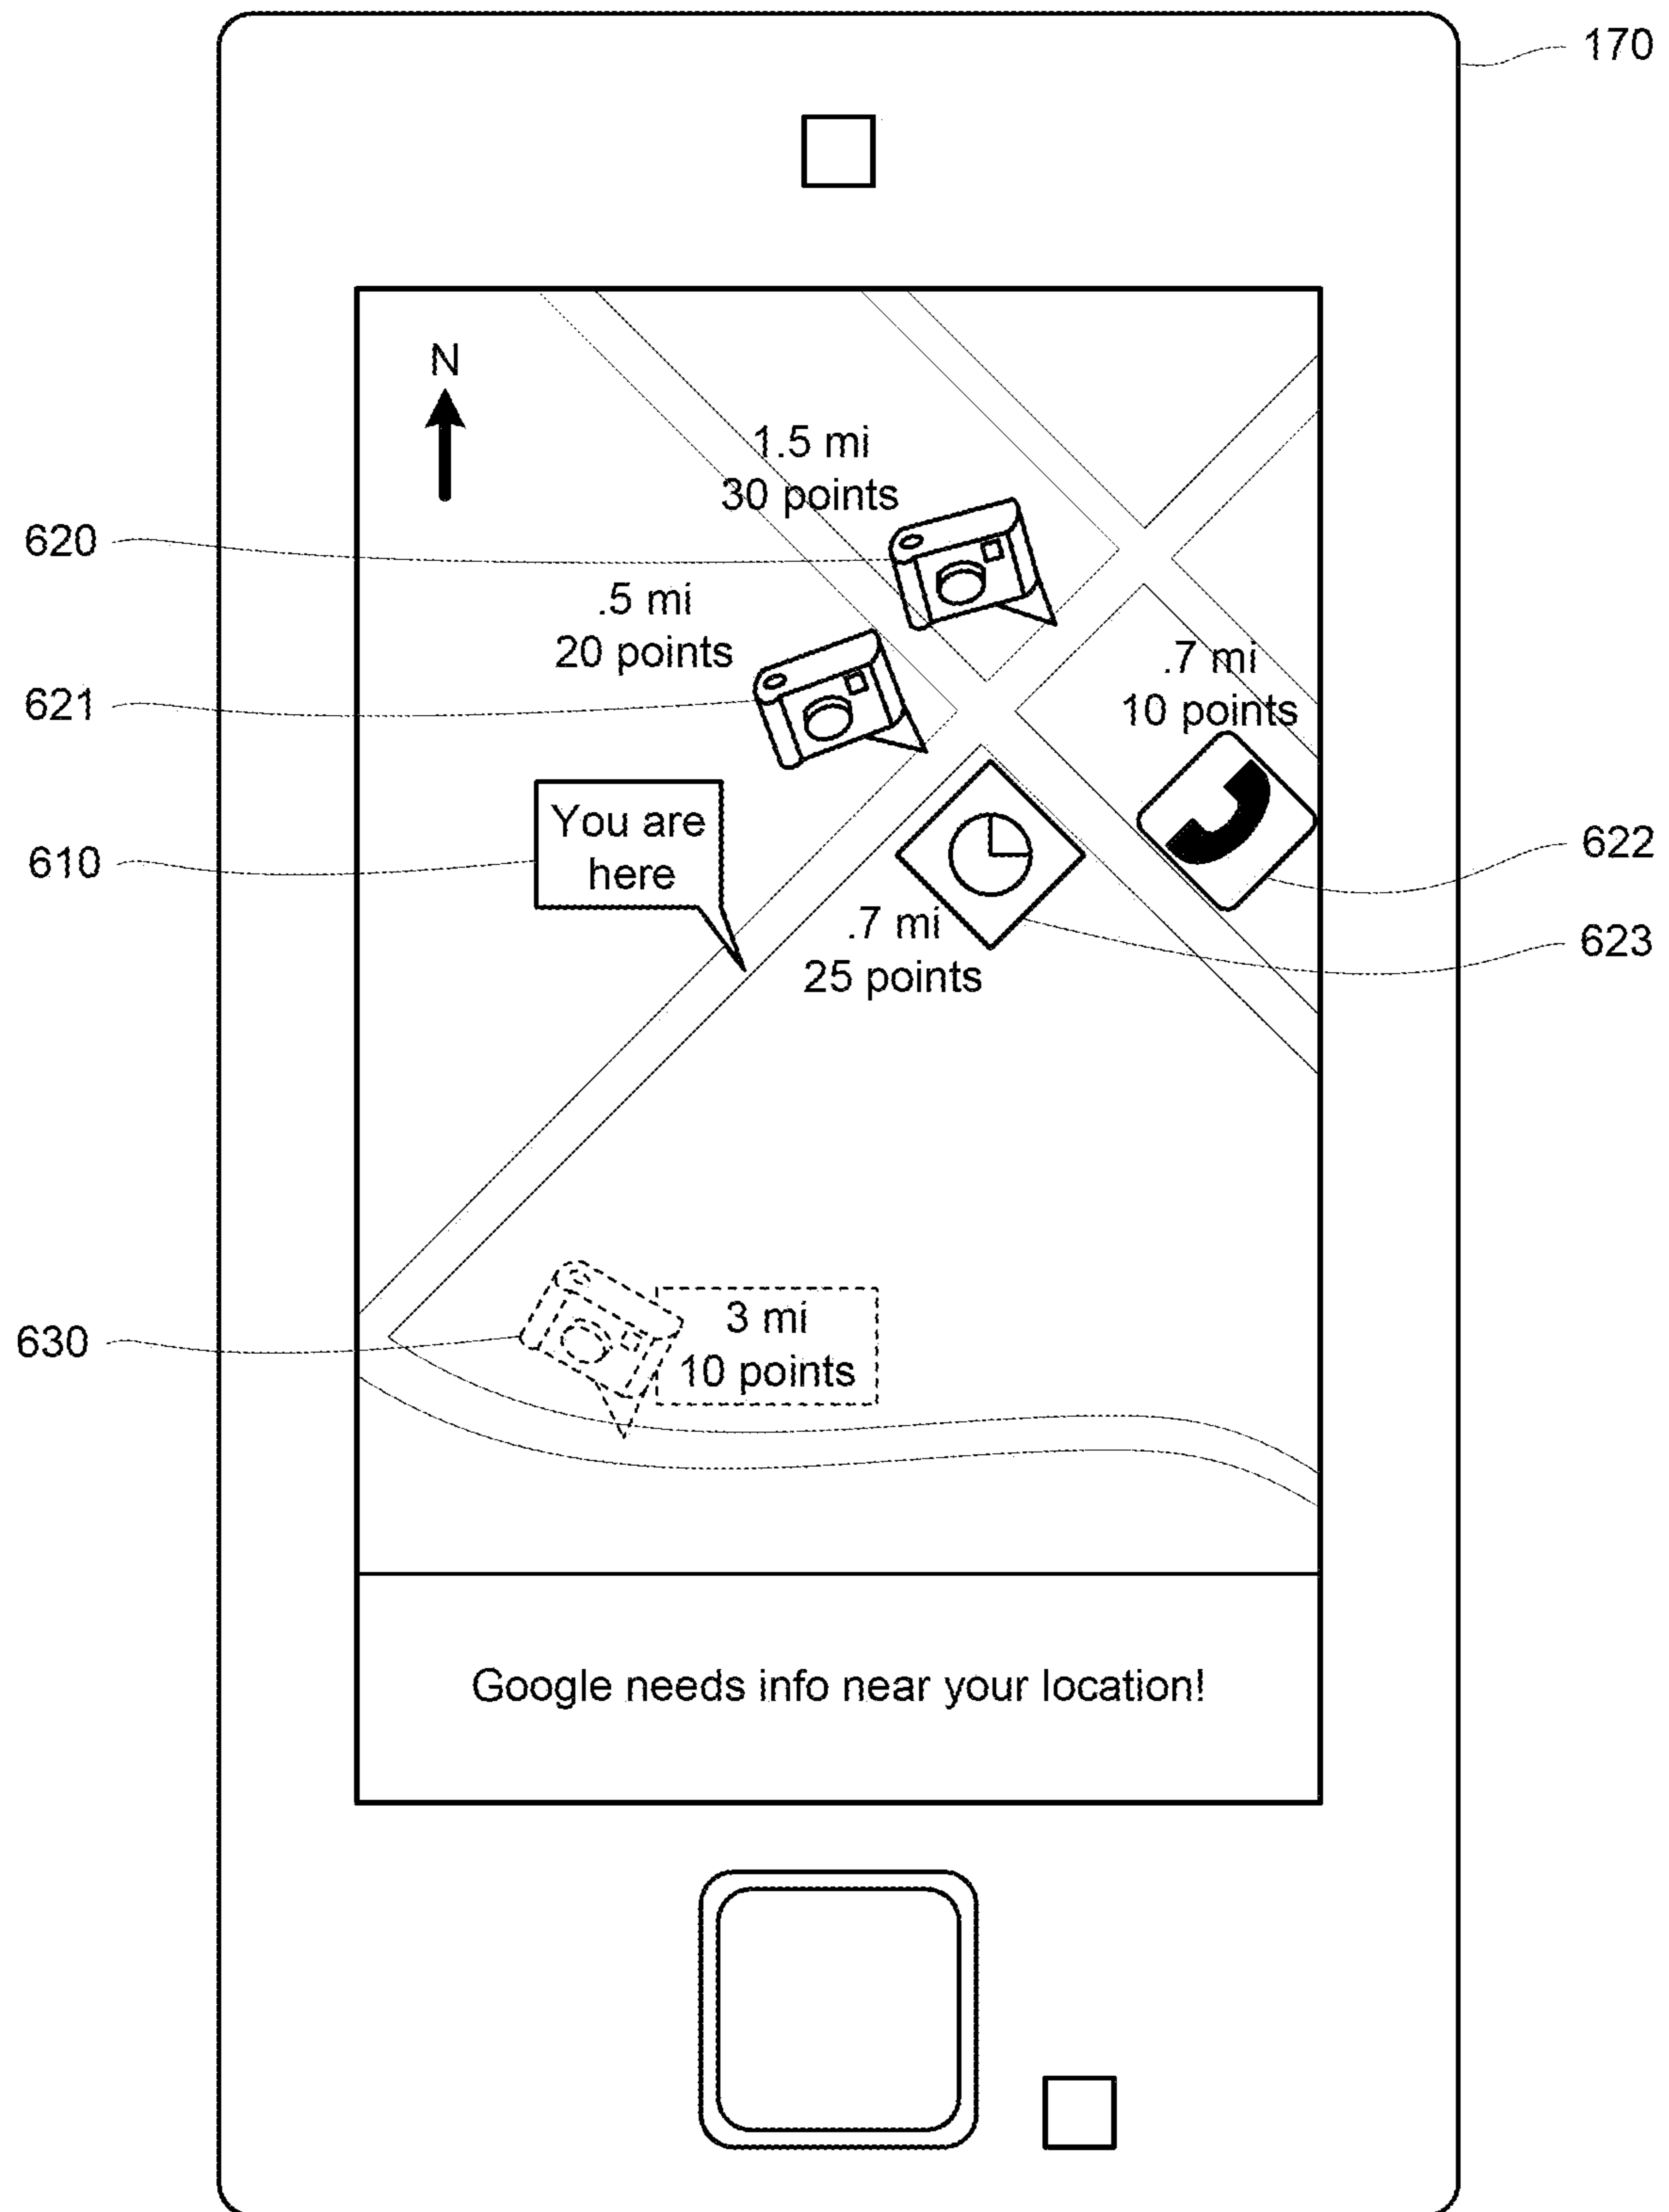 170
N
1.5 mi
30 points
620
.5 mi
20 points
621
.7 mi
10 points
You are
here
610
622
.7 mi
25 points
623
3 mi
10 points
630
Google needs info near your location!